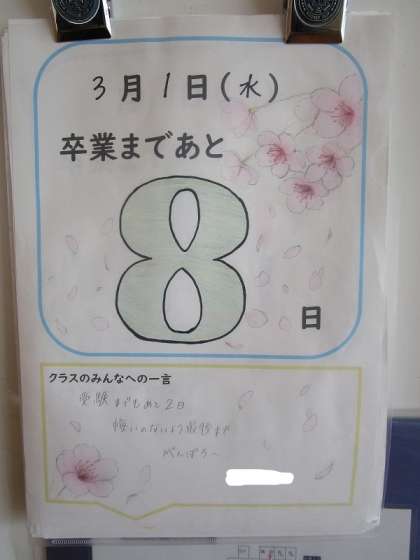 3月1日(水)
卒業まであと
8
日
クラスのみんなへの一言
受験まであと2日
悔いのないよう最後まで
がんばろ〜